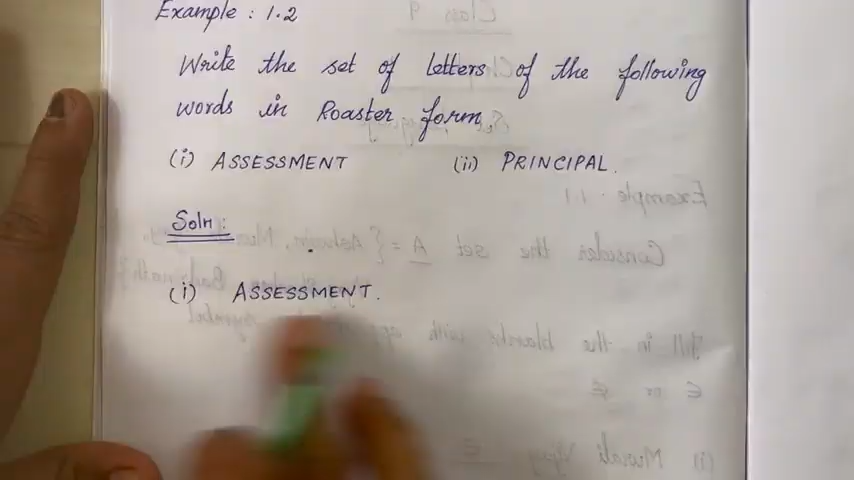 Example : 1.2
Write the set of letters of the following
words in Roaster form.
(i) ASSESSMENT (ii) PRINCIPAL.
Soln:
(i) ASSESSMENT.